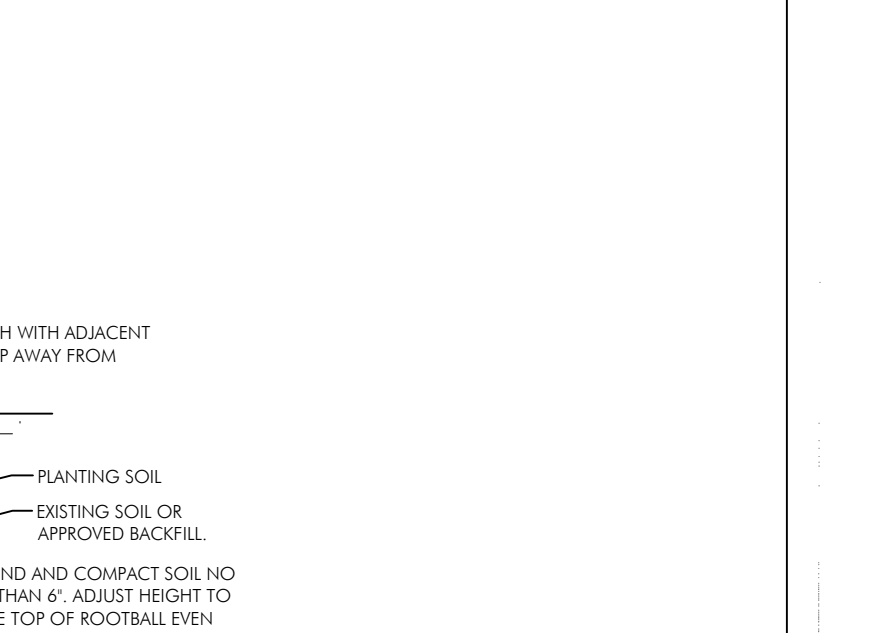 H WITH ADJACENT
P AWAY FROM
PLANTING SOIL
EXISTING SOIL OR
APPROVED BACKFILL.
ND AND COMPACT SOIL NO
THAN 6". ADJUST HEIGHT TO
E TOP OF ROOTBALL EVEN